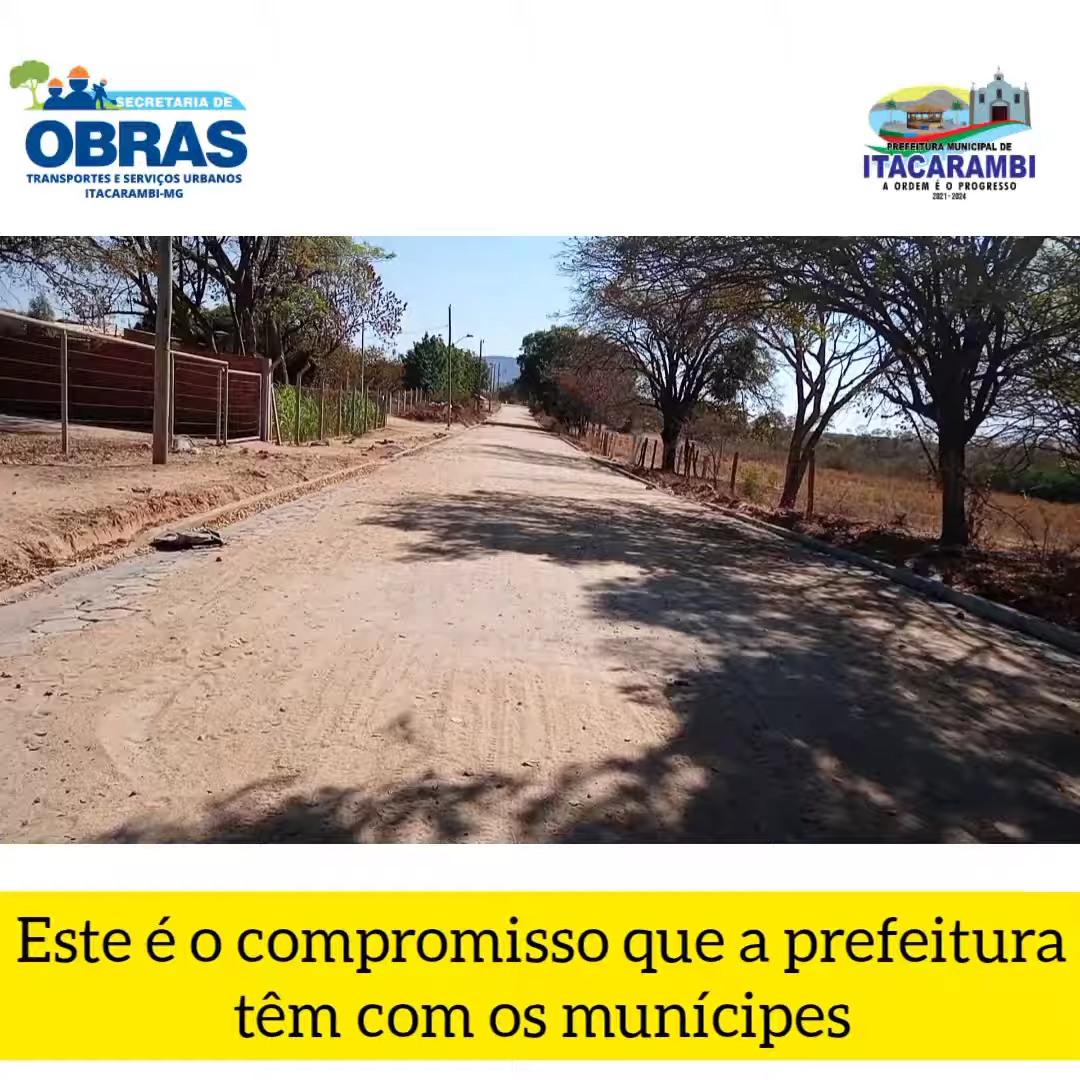 SECRETARIA DE
OBRAS
TRANSPORTES E SERVIÇOS URBANOS
ITACARAMBI-MG
PREFEITURA MUNICIPAL DE
ITACARAMBI
A ORDEM É O PROGRESSO
2021-2024
Este é o compromisso que a prefeitura
têm com os munícipes